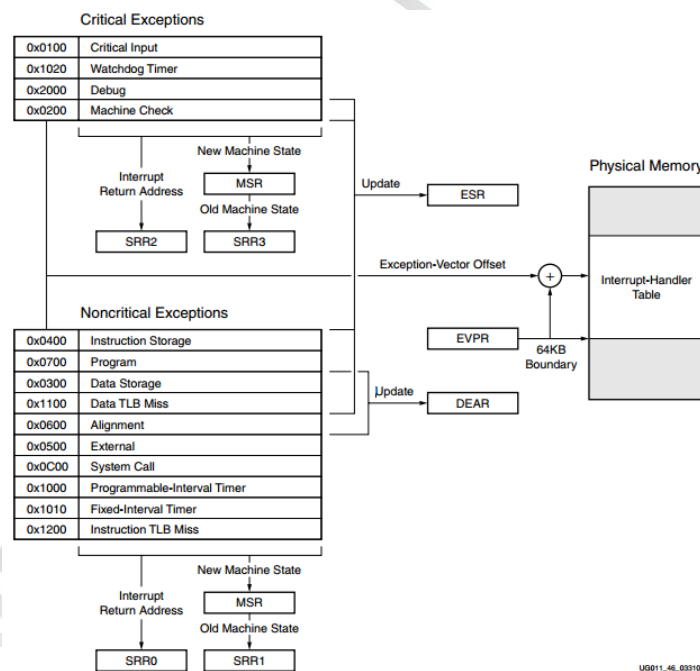 Critical Exceptions
0x0100 Critical Input
0x1020 Watchdog Timer
0x2000 Debug
0x0200 Machine Check
New Machine State
Interrupt
Return Address
MSR
Old Machine State
SRR2
SRR3
Update
ESR
Physical Memory
Exception-Vector Offset
+
Interrupt-Handler
Table
EVPR
64KB
Boundary
Noncritical Exceptions
0x0400 Instruction Storage
0x0700 Program
0x0300 Data Storage
0x1100 Data TLB Miss
0x0600 Alignment
0x0500 External
0x0C00 System Call
0x1000 Programmable-Interval Timer
0x1010 Fixed-Interval Timer
0x1200 Instruction TLB Miss
Update
DEAR
New Machine State
Interrupt
Return Address
MSR
Old Machine State
SRR0
SRR1
UG011_46_03310